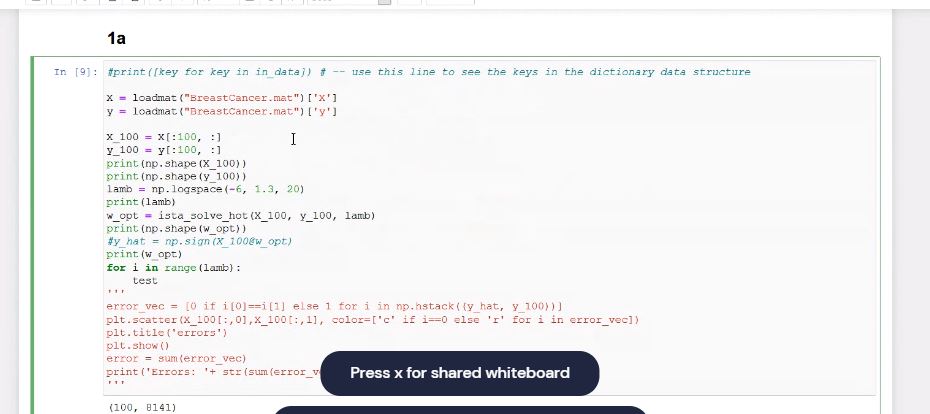 1a
In [9]: #print([key for key in in_data]) # -- use this line to see the keys in the dictionary data structure
X = loadmat("BreastCancer.mat")['X']
y = loadmat("BreastCancer.mat")['y']
X_100 = X[:100, :]
y_100 = y[:100, :]
print(np.shape(X_100))
print(np.shape(y_100))
lamb = np.logspace(-6, 1.3, 20)
print(lamb)
w_opt = ista_solve_hot(X_100, y_100, lamb)
print(np.shape(w_opt))
#y_hat = np.sign(X_100@w_opt)
print(w_opt)
for i in range(lamb):
    test
'''
error_vec = [0 if i[0]==i[1] else 1 for i in np.hstack((y_hat, y_100))]
plt.scatter(X_100[:,0],X_100[:,1], color=['c' if i==0 else 'r' for i in error_vec])
plt.title('errors')
plt.show()
error = sum(error_vec)
print('Errors: '+ str(sum(error_v
'''
Press x for shared whiteboard
(100, 8141)